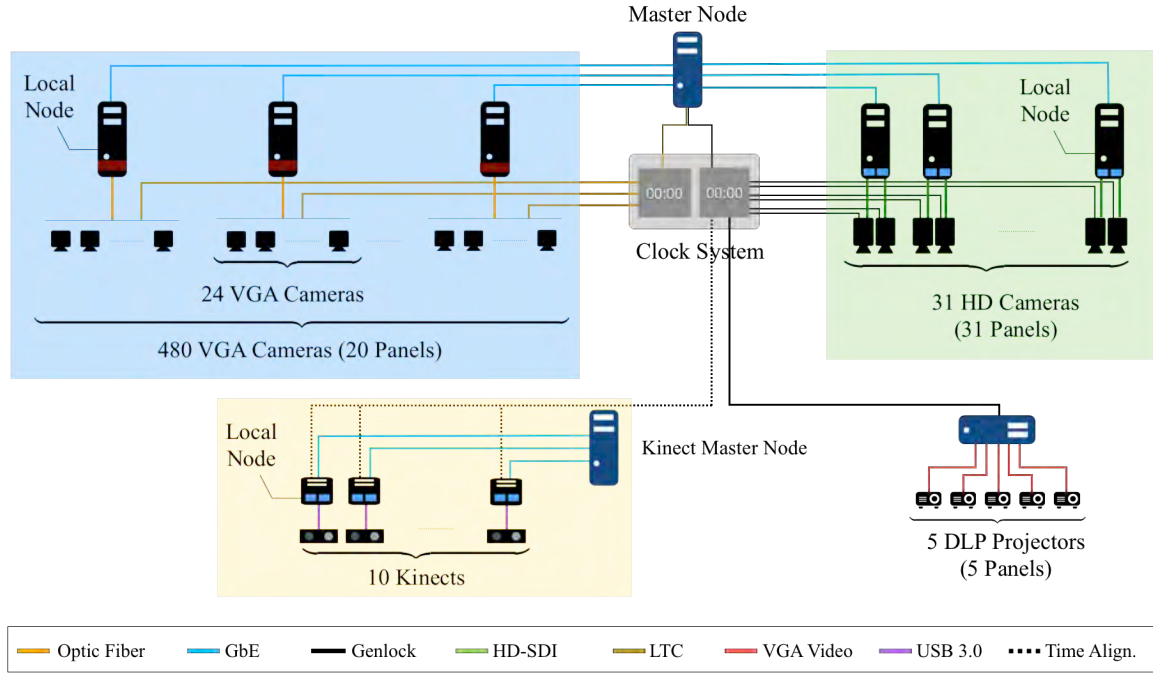 Master Node
Local
Node
Local
Node
00:00
00:00
Clock System
24 VGA Cameras
480 VGA Cameras (20 Panels)
31 HD Cameras
(31 Panels)
Local
Node
Kinect Master Node
10 Kinects
5 DLP Projectors
(5 Panels)
Optic Fiber
GbE
Genlock
HD-SDI
LTC
VGA Video
USB 3.0
Time Align.